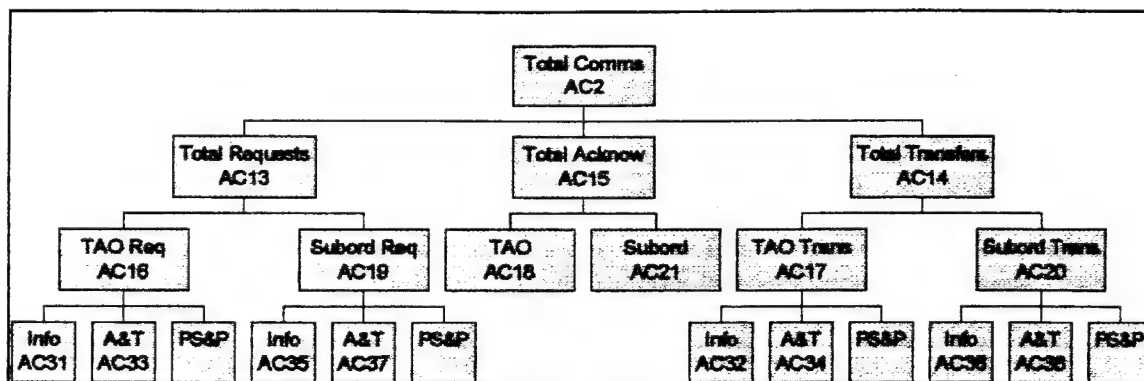 Total Comms
AC2
Total Requests
AC13
Total Acknow
AC15
Total Transfers
AC14
TAO Req
AC16
Subord Req
AC19
TAO
AC18
Subord
AC21
TAO Trans
AC17
Subord Trans
AC20
Info
AC31
A&T
AC33
PS&P
Info
AC35
A&T
AC37
PS&P
Info
AC32
A&T
AC34
PS&P
Info
AC36
A&T
AC38
PS&P